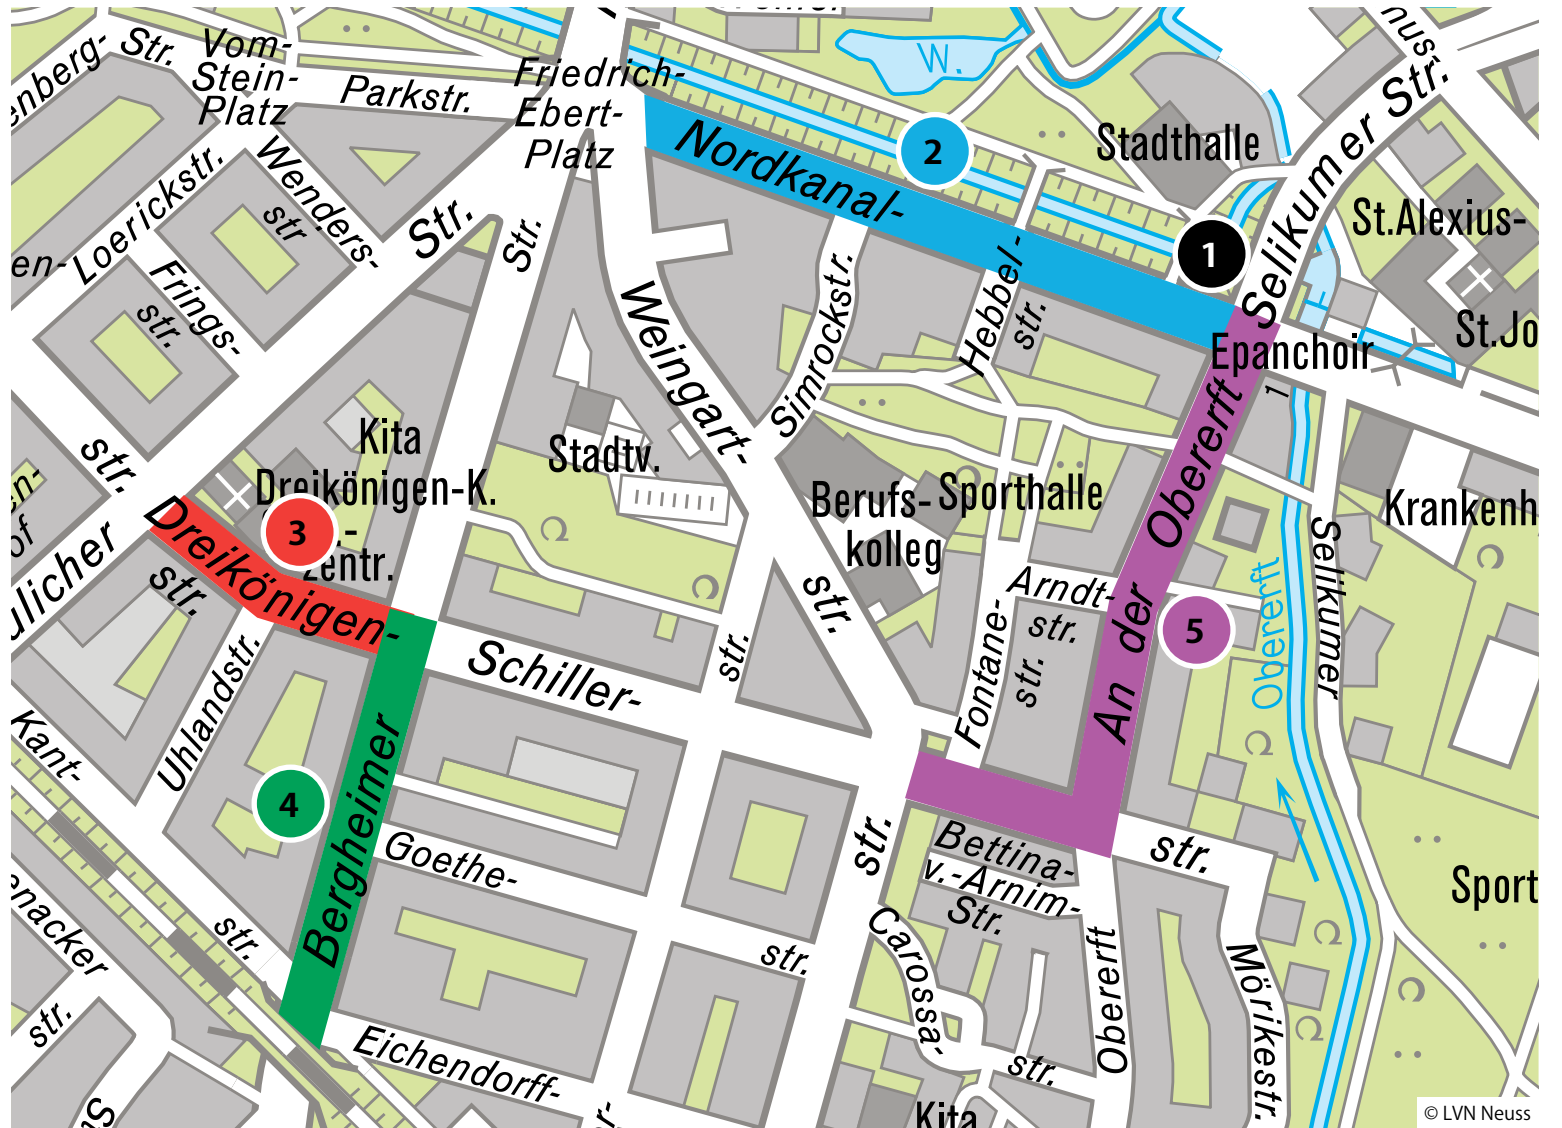 Str.
Vom-
Stein-
Platz
enberg-
Parkstr.
Friedrich-
Ebert-
Platz
W.
Nordkanal-
2
Stadthalle
Selikumer Str.
St.Alexius-
1
Loerickstr.
Wenders-
str
Str.
Str.
en-
Frings-
str.
Weingart-
Simrockstr.
Hebbel-
str.
St.Jo
Epanchoir
1
Kita
Dreikönigen-K.
Stadtv.
str.
Berufs-
kolleg
Sporthalle
Krankenh
3
Zentr.
Dreikönigen-
str.
ulicher
An der Obererft
Obererft
Selikumer
Arndt-
str.
5
Fontane-
str.
str.
str.
Schiller-
Uhlandstr.
Kant-
str.
4
Bergheimer
Goethe-
str.
str.
Bettina-
v.-Arnim-
Str.
str.
Sport
enacker
str.
Carossa-
str.
Obererft
Mörikestr.
Eichendorff-
Kita
© LVN Neuss